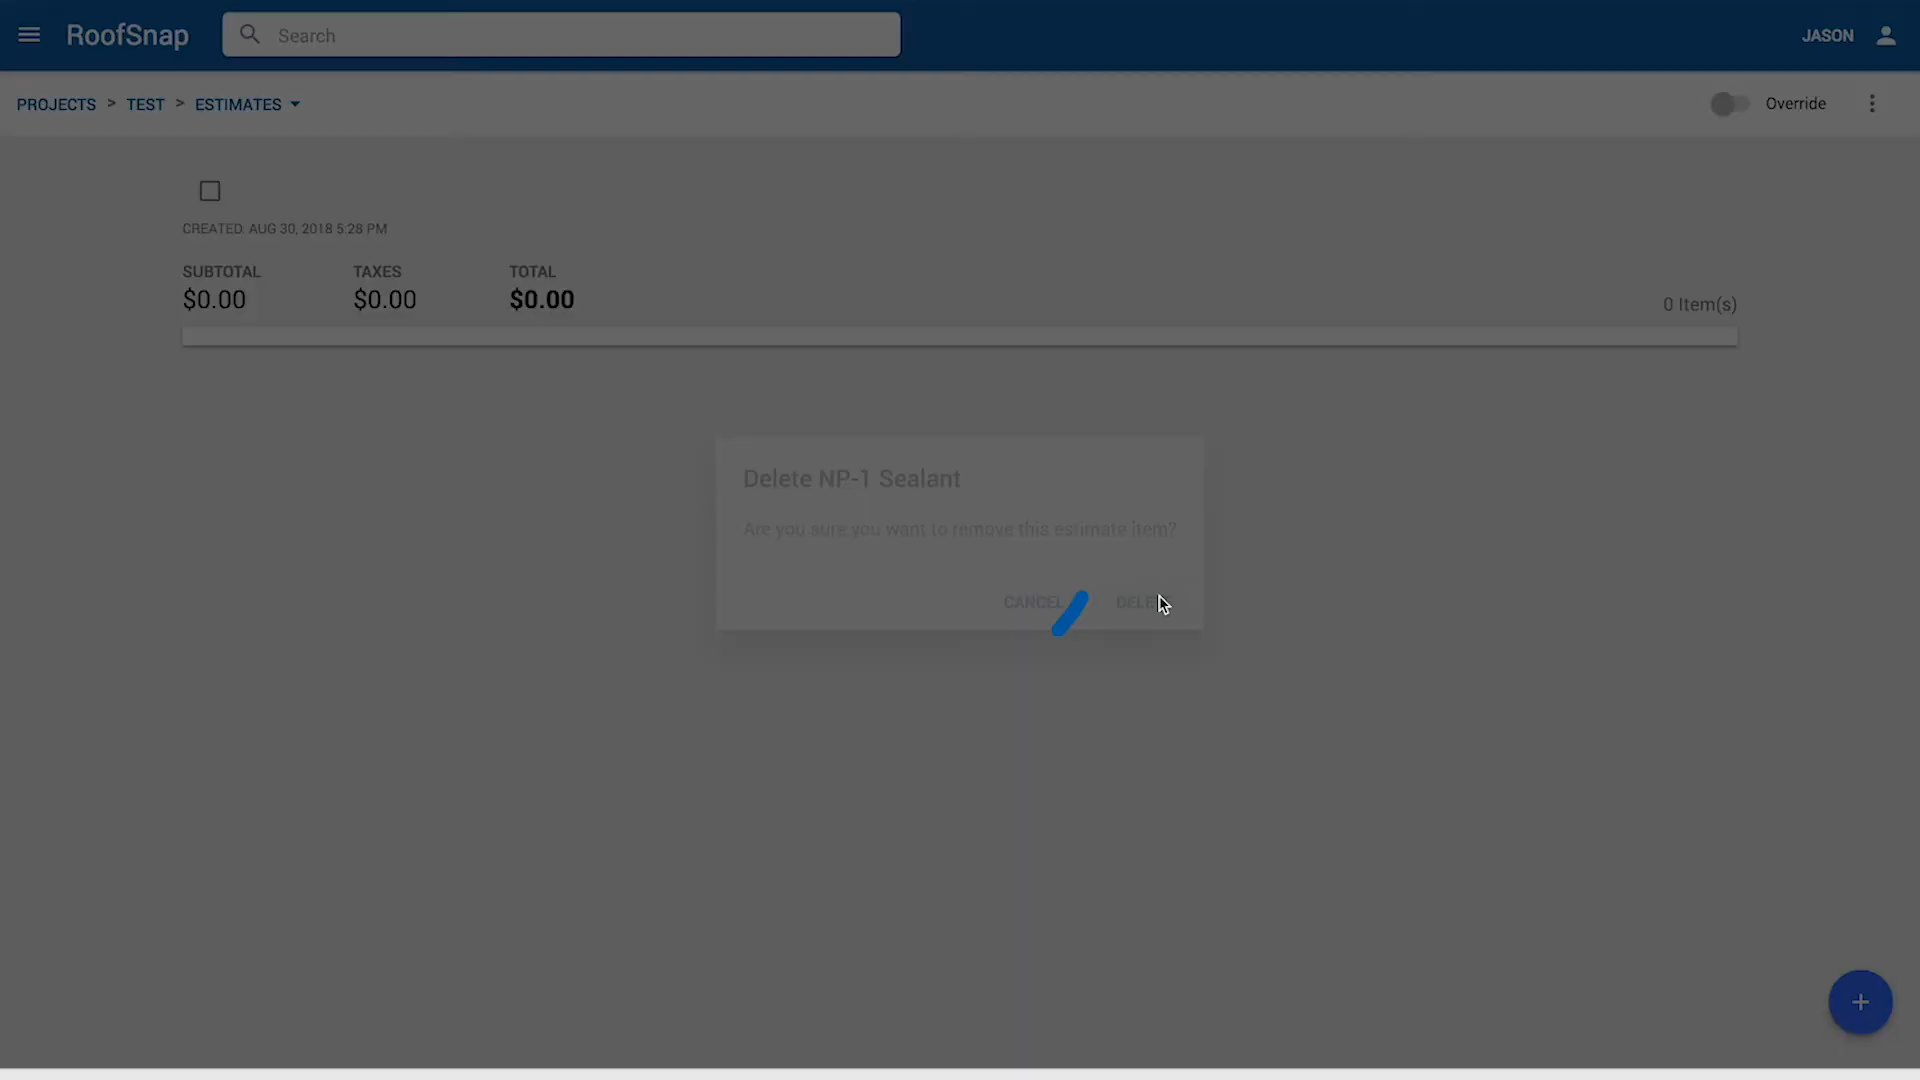 RoofSnap
Search
JASON
PROJECTS > TEST > ESTIMATES
Override
CREATED: AUG 30, 2018 5:28 PM
SUBTOTAL
TAXES
TOTAL
$0.00
$0.00
$0.00
0 Item(s)
Delete NP-1 Sealant
Are you sure you want to remove this estimate item?
CANCEL